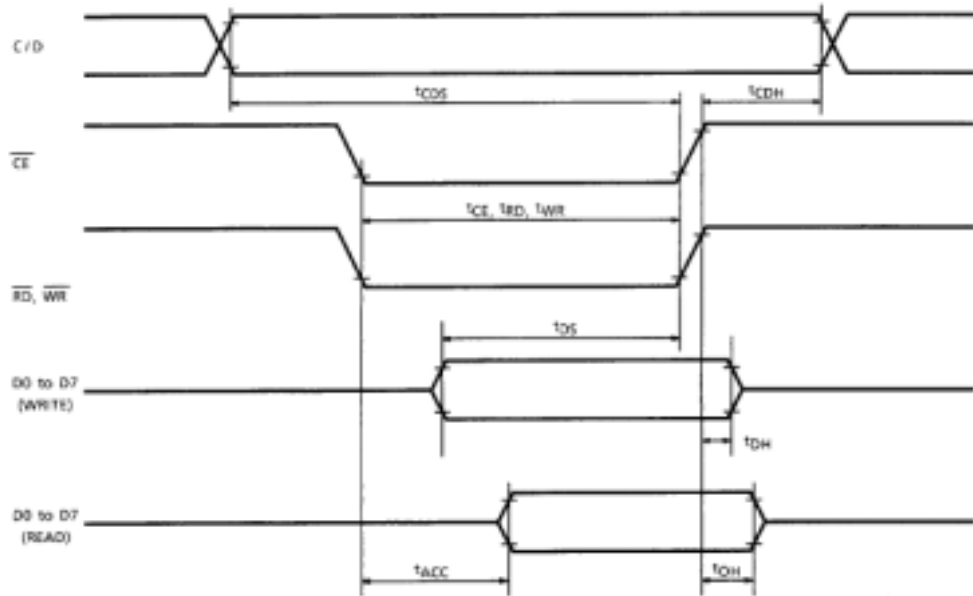 C/D
tCDS
tCDH
CE
tCE, tRD, tWR
RD, WR
tDS
D0 to D7
(WRITE)
tDH
D0 to D7
(READ)
tACC
tOH